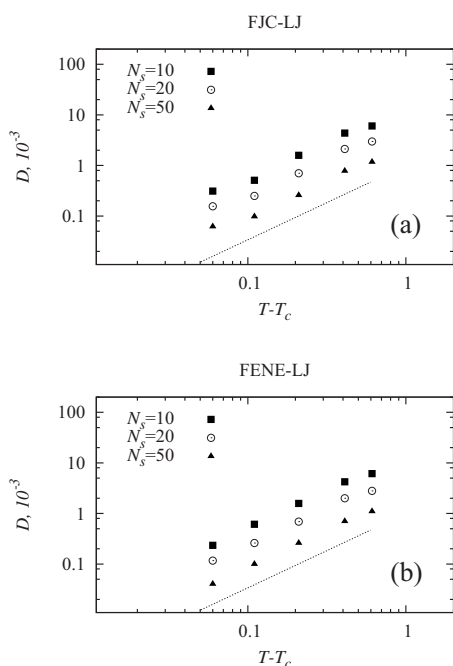 FJC-LJ
N_s=10
N_s=20
N_s=50
100
10
1
0.1
D, 10^-3
(a)
0.1 1
T-T_c
FENE-LJ
N_s=10
N_s=20
N_s=50
100
10
1
0.1
D, 10^-3
(b)
0.1 1
T-T_c